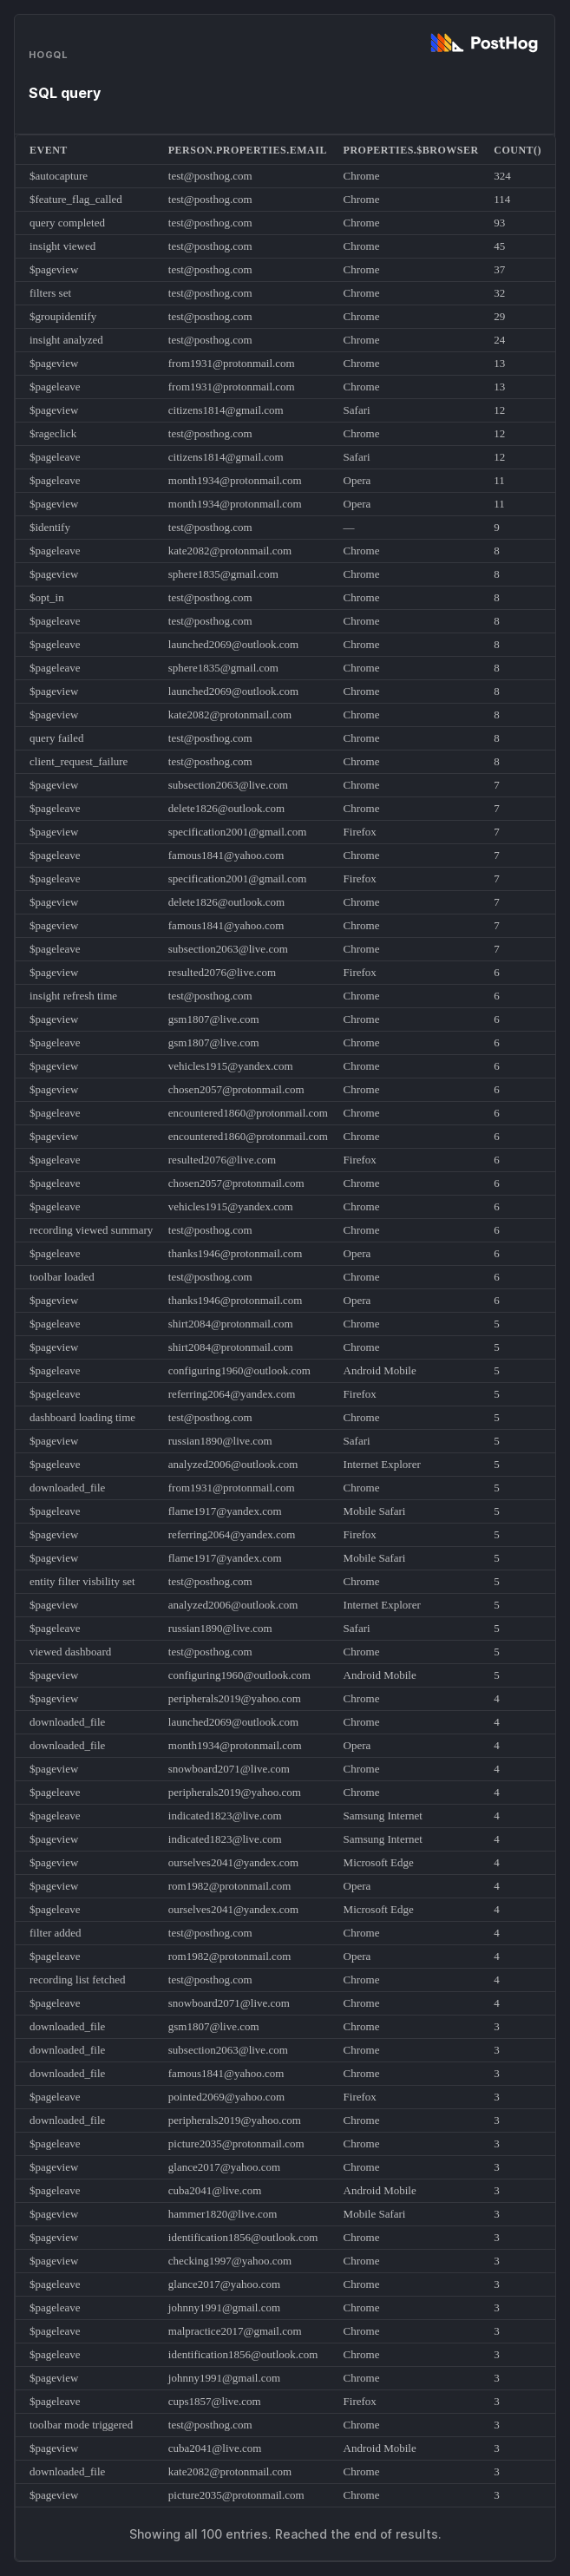 PostHog
HOGQL
SQL query
EVENT PERSON.PROPERTIES.EMAIL PROPERTIES.$BROWSER COUNT()
$autocapture test@posthog.com Chrome 324
$feature_flag_called test@posthog.com Chrome 114
query completed test@posthog.com Chrome 93
insight viewed test@posthog.com Chrome 45
$pageview test@posthog.com Chrome 37
filters set test@posthog.com Chrome 32
$groupidentify test@posthog.com Chrome 29
insight analyzed test@posthog.com Chrome 24
$pageview from1931@protonmail.com Chrome 13
$pageleave from1931@protonmail.com Chrome 13
$pageview citizens1814@gmail.com Safari 12
$rageclick test@posthog.com Chrome 12
$pageleave citizens1814@gmail.com Safari 12
$pageleave month1934@protonmail.com Opera 11
$pageview month1934@protonmail.com Opera 11
$identify test@posthog.com — 9
$pageleave kate2082@protonmail.com Chrome 8
$pageview sphere1835@gmail.com Chrome 8
$opt_in test@posthog.com Chrome 8
$pageleave test@posthog.com Chrome 8
$pageleave launched2069@outlook.com Chrome 8
$pageleave sphere1835@gmail.com Chrome 8
$pageview launched2069@outlook.com Chrome 8
$pageview kate2082@protonmail.com Chrome 8
query failed test@posthog.com Chrome 8
client_request_failure test@posthog.com Chrome 8
$pageview subsection2063@live.com Chrome 7
$pageleave delete1826@outlook.com Chrome 7
$pageview specification2001@gmail.com Firefox 7
$pageleave famous1841@yahoo.com Chrome 7
$pageleave specification2001@gmail.com Firefox 7
$pageview delete1826@outlook.com Chrome 7
$pageview famous1841@yahoo.com Chrome 7
$pageleave subsection2063@live.com Chrome 7
$pageview resulted2076@live.com Firefox 6
insight refresh time test@posthog.com Chrome 6
$pageview gsm1807@live.com Chrome 6
$pageleave gsm1807@live.com Chrome 6
$pageview vehicles1915@yandex.com Chrome 6
$pageview chosen2057@protonmail.com Chrome 6
$pageleave encountered1860@protonmail.com Chrome 6
$pageview encountered1860@protonmail.com Chrome 6
$pageleave resulted2076@live.com Firefox 6
$pageleave chosen2057@protonmail.com Chrome 6
$pageleave vehicles1915@yandex.com Chrome 6
recording viewed summary test@posthog.com Chrome 6
$pageleave thanks1946@protonmail.com Opera 6
toolbar loaded test@posthog.com Chrome 6
$pageview thanks1946@protonmail.com Opera 6
$pageleave shirt2084@protonmail.com Chrome 5
$pageview shirt2084@protonmail.com Chrome 5
$pageleave configuring1960@outlook.com Android Mobile 5
$pageleave referring2064@yandex.com Firefox 5
dashboard loading time test@posthog.com Chrome 5
$pageview russian1890@live.com Safari 5
$pageleave analyzed2006@outlook.com Internet Explorer 5
downloaded_file from1931@protonmail.com Chrome 5
$pageleave flame1917@yandex.com Mobile Safari 5
$pageview referring2064@yandex.com Firefox 5
$pageview flame1917@yandex.com Mobile Safari 5
entity filter visbility set test@posthog.com Chrome 5
$pageview analyzed2006@outlook.com Internet Explorer 5
$pageleave russian1890@live.com Safari 5
viewed dashboard test@posthog.com Chrome 5
$pageview configuring1960@outlook.com Android Mobile 5
$pageview peripherals2019@yahoo.com Chrome 4
downloaded_file launched2069@outlook.com Chrome 4
downloaded_file month1934@protonmail.com Opera 4
$pageview snowboard2071@live.com Chrome 4
$pageleave peripherals2019@yahoo.com Chrome 4
$pageleave indicated1823@live.com Samsung Internet 4
$pageview indicated1823@live.com Samsung Internet 4
$pageview ourselves2041@yandex.com Microsoft Edge 4
$pageview rom1982@protonmail.com Opera 4
$pageleave ourselves2041@yandex.com Microsoft Edge 4
filter added test@posthog.com Chrome 4
$pageleave rom1982@protonmail.com Opera 4
recording list fetched test@posthog.com Chrome 4
$pageleave snowboard2071@live.com Chrome 4
downloaded_file gsm1807@live.com Chrome 3
downloaded_file subsection2063@live.com Chrome 3
downloaded_file famous1841@yahoo.com Chrome 3
$pageleave pointed2069@yahoo.com Firefox 3
downloaded_file peripherals2019@yahoo.com Chrome 3
$pageleave picture2035@protonmail.com Chrome 3
$pageview glance2017@yahoo.com Chrome 3
$pageleave cuba2041@live.com Android Mobile 3
$pageview hammer1820@live.com Mobile Safari 3
$pageview identification1856@outlook.com Chrome 3
$pageview checking1997@yahoo.com Chrome 3
$pageleave glance2017@yahoo.com Chrome 3
$pageleave johnny1991@gmail.com Chrome 3
$pageleave malpractice2017@gmail.com Chrome 3
$pageleave identification1856@outlook.com Chrome 3
$pageview johnny1991@gmail.com Chrome 3
$pageleave cups1857@live.com Firefox 3
toolbar mode triggered test@posthog.com Chrome 3
$pageview cuba2041@live.com Android Mobile 3
downloaded_file kate2082@protonmail.com Chrome 3
$pageview picture2035@protonmail.com Chrome 3
Showing all 100 entries. Reached the end of results.